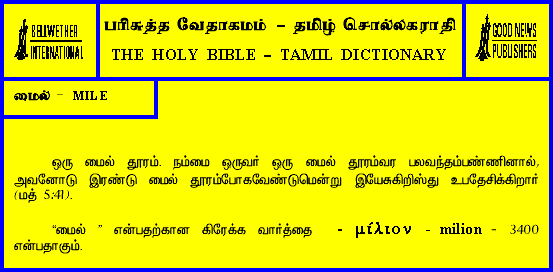 BELLWETHER
INTERNATIONAL
பரிசுத்த வேதாகமம் – தமிழ் சொல்லகராதி
THE HOLY BIBLE – TAMIL DICTIONARY
GOOD NEWS
PUBLISHERS
மைல் – MILE
ஒரு மைல் தூரம். நம்மை ஒருவர் ஒரு மைல் தூரம்வர பலவந்தம்பண்ணினால்,
அவனோடு இரண்டு மைல் தூரம்போகவேண்டுமென்று இயேசுகிறிஸ்து உபதேசிக்கிறார்
(மத் 5:41).
“மைல் ” என்பதற்கான கிரேக்க வார்த்தை - μίλιον - milion - 3400
என்பதாகும்.